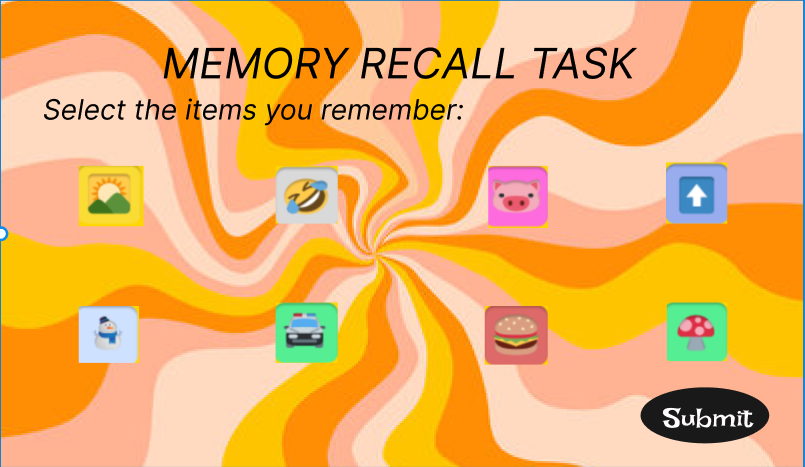 MEMORY RECALL TASK
Select the items you remember:
Submit